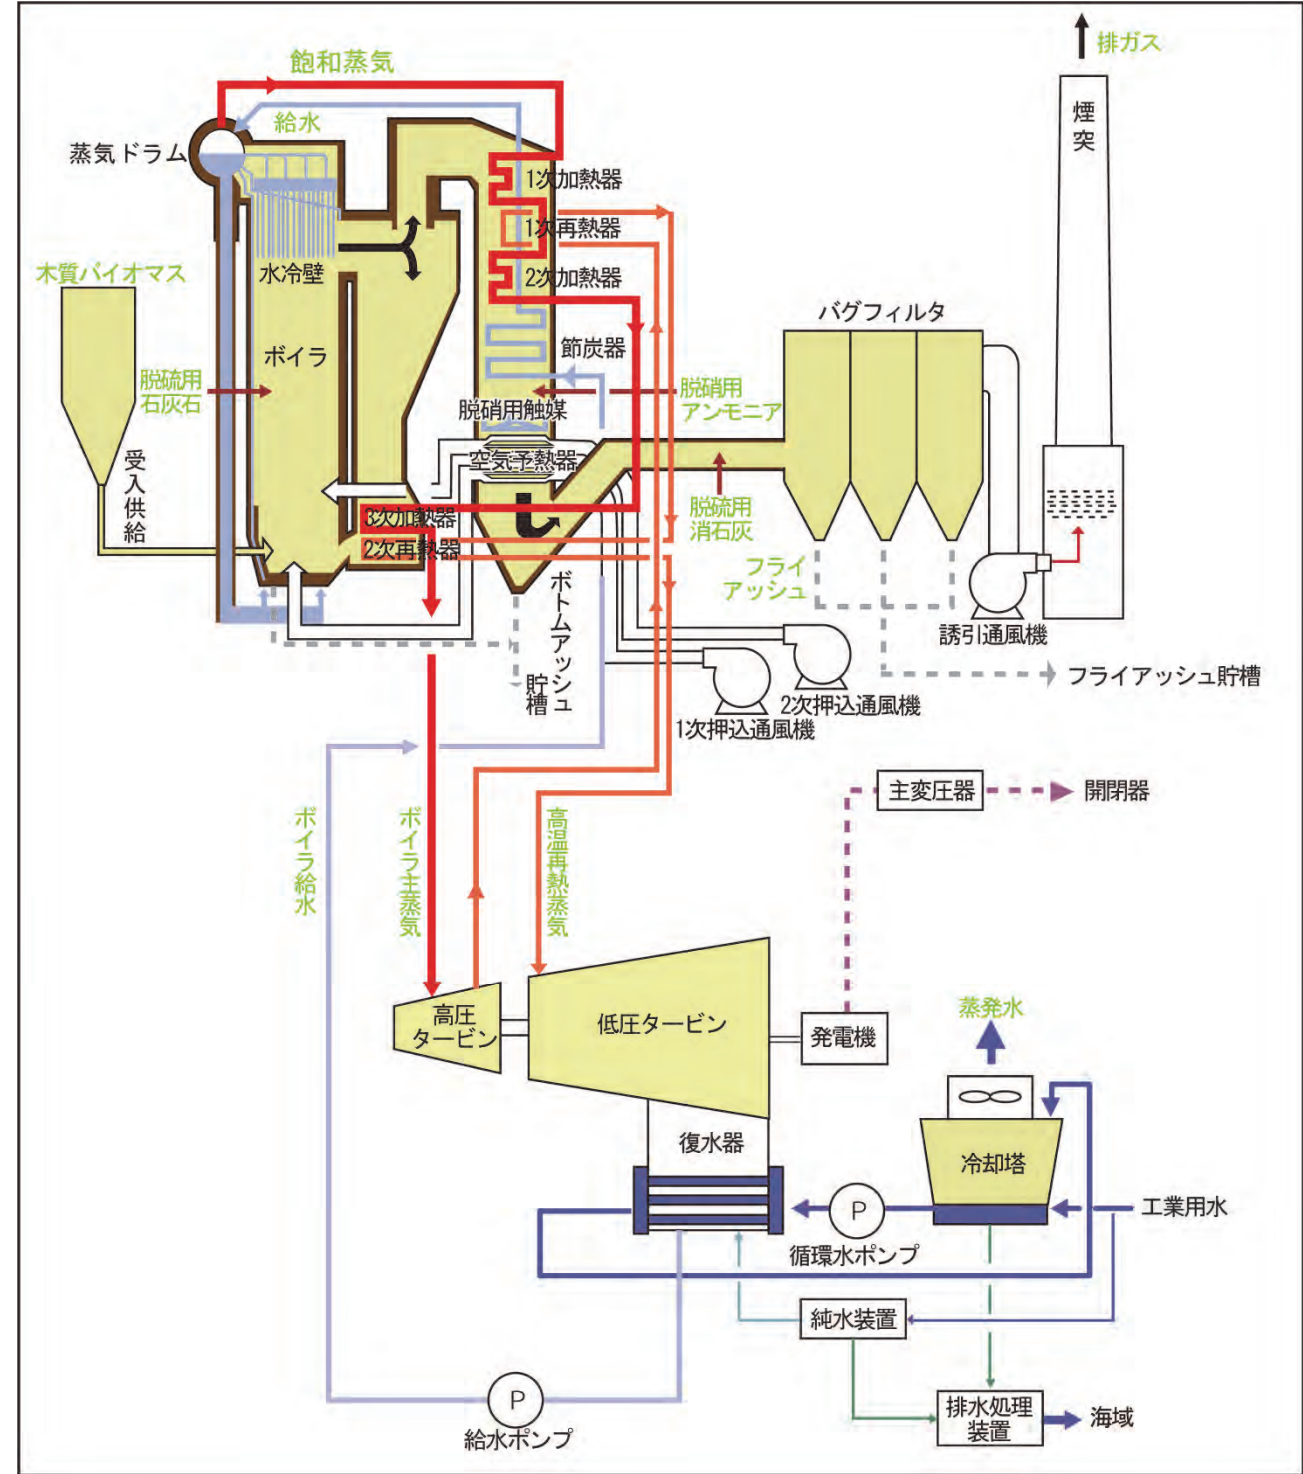 排ガス
煙
突
飽和蒸気
給水
蒸気ドラム
1次加熱器
1次再熱器
2次加熱器
水冷壁
木質バイオマス
バグフィルタ
ボイラ
節炭器
脱硫用
石灰石
脱硝用
アンモニア
脱硝用触媒
空気予熱器
受入供給
3次加熱器
2次再熱器
脱硫用
消石灰
フライ
アッシュ
ボトムアッシュ
貯槽
誘引通風機
フライアッシュ貯槽
2次押込通風機
1次押込通風機
主変圧器
開閉器
ボイラ給水
ボイラ主蒸気
高温再熱蒸気
高圧
タービン
低圧タービン
発電機
蒸発水
復水器
冷却塔
P
工業用水
循環水ポンプ
純水装置
P
給水ポンプ
排水処理
装置
海域